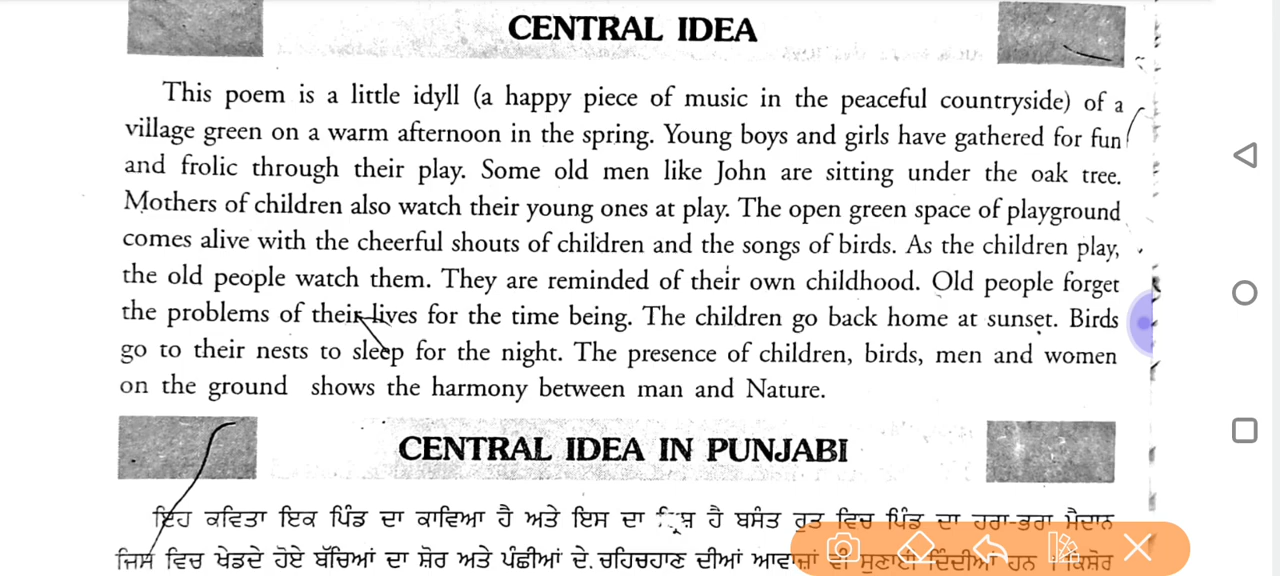 CENTRAL IDEA
This poem is a little idyll (a happy piece of music in the peaceful countryside) of a
village green on a warm afternoon in the spring. Young boys and girls have gathered for fun
and frolic through their play. Some old men like John are sitting under the oak tree.
Mothers of children also watch their young ones at play. The open green space of playground
comes alive with the cheerful shouts of children and the songs of birds. As the children play,
the old people watch them. They are reminded of their own childhood. Old people forget
the problems of their lives for the time being. The children go back home at sunset. Birds
go to their nests to sleep for the night. The presence of children, birds, men and women
on the ground shows the harmony between man and Nature.
CENTRAL IDEA IN PUNJABI
ਇਹ ਕਵਿਤਾ ਇਕ ਪਿੰਡ ਦਾ ਕਾਵਿਆ ਹੈ ਅਤੇ ਇਸ ਦਾ ਹੈ ਬਸੰਤ ਰੁਤ ਵਿਚ ਪਿੰਡ ਦਾ ਹਰਾ-ਭਰਾ ਮੈਦਾਨ
ਜਿਸ ਵਿਚ ਖੇਡਦੇ ਹੋਏ ਬੱਚਿਆਂ ਦਾ ਸ਼ੋਰ ਅਤੇ ਪੰਛੀਆਂ ਦੇ ਚਹਿਚਹਾਣ ਦੀਆਂ ਆਵਾਜ਼ਾਂ ਵੀ ਸੁਣਾਈ ਦਿੰਦੀਆਂ ਹਨ । ਕਿਸ਼ੋਰ